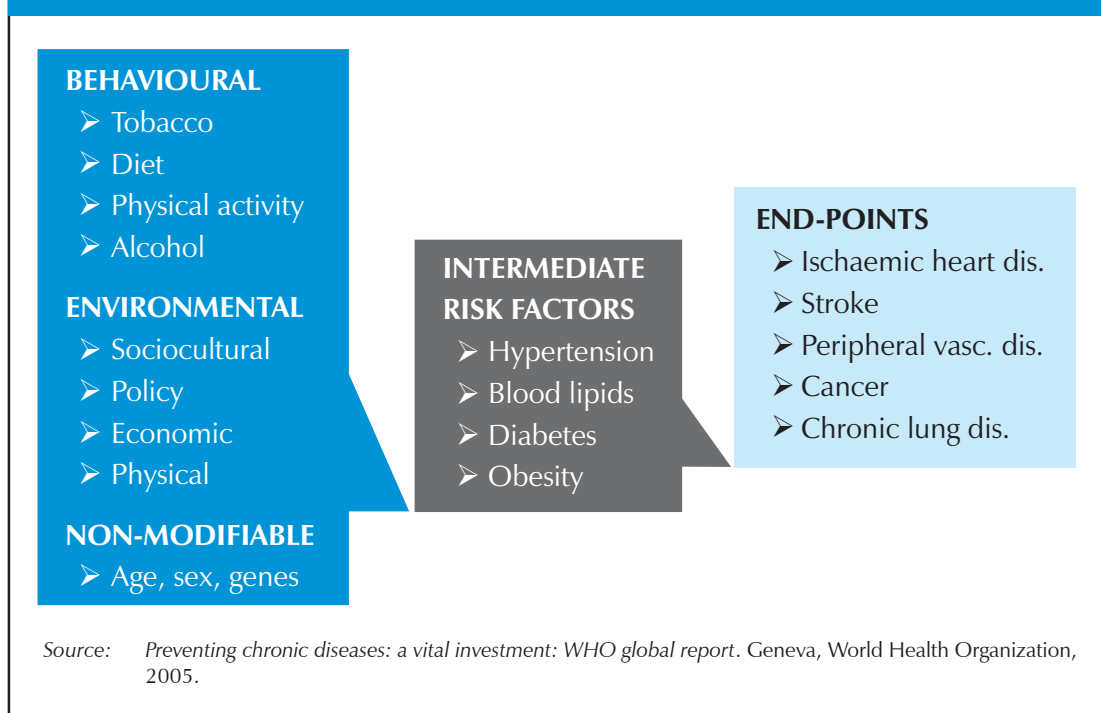 BEHAVIOURAL
➢ Tobacco
➢ Diet
➢ Physical activity
➢ Alcohol
ENVIRONMENTAL
➢ Sociocultural
➢ Policy
➢ Economic
➢ Physical
NON-MODIFIABLE
➢ Age, sex, genes
INTERMEDIATE
RISK FACTORS
➢ Hypertension
➢ Blood lipids
➢ Diabetes
➢ Obesity
END-POINTS
➢ Ischaemic heart dis.
➢ Stroke
➢ Peripheral vasc. dis.
➢ Cancer
➢ Chronic lung dis.
Source: Preventing chronic diseases: a vital investment: WHO global report. Geneva, World Health Organization,
2005.